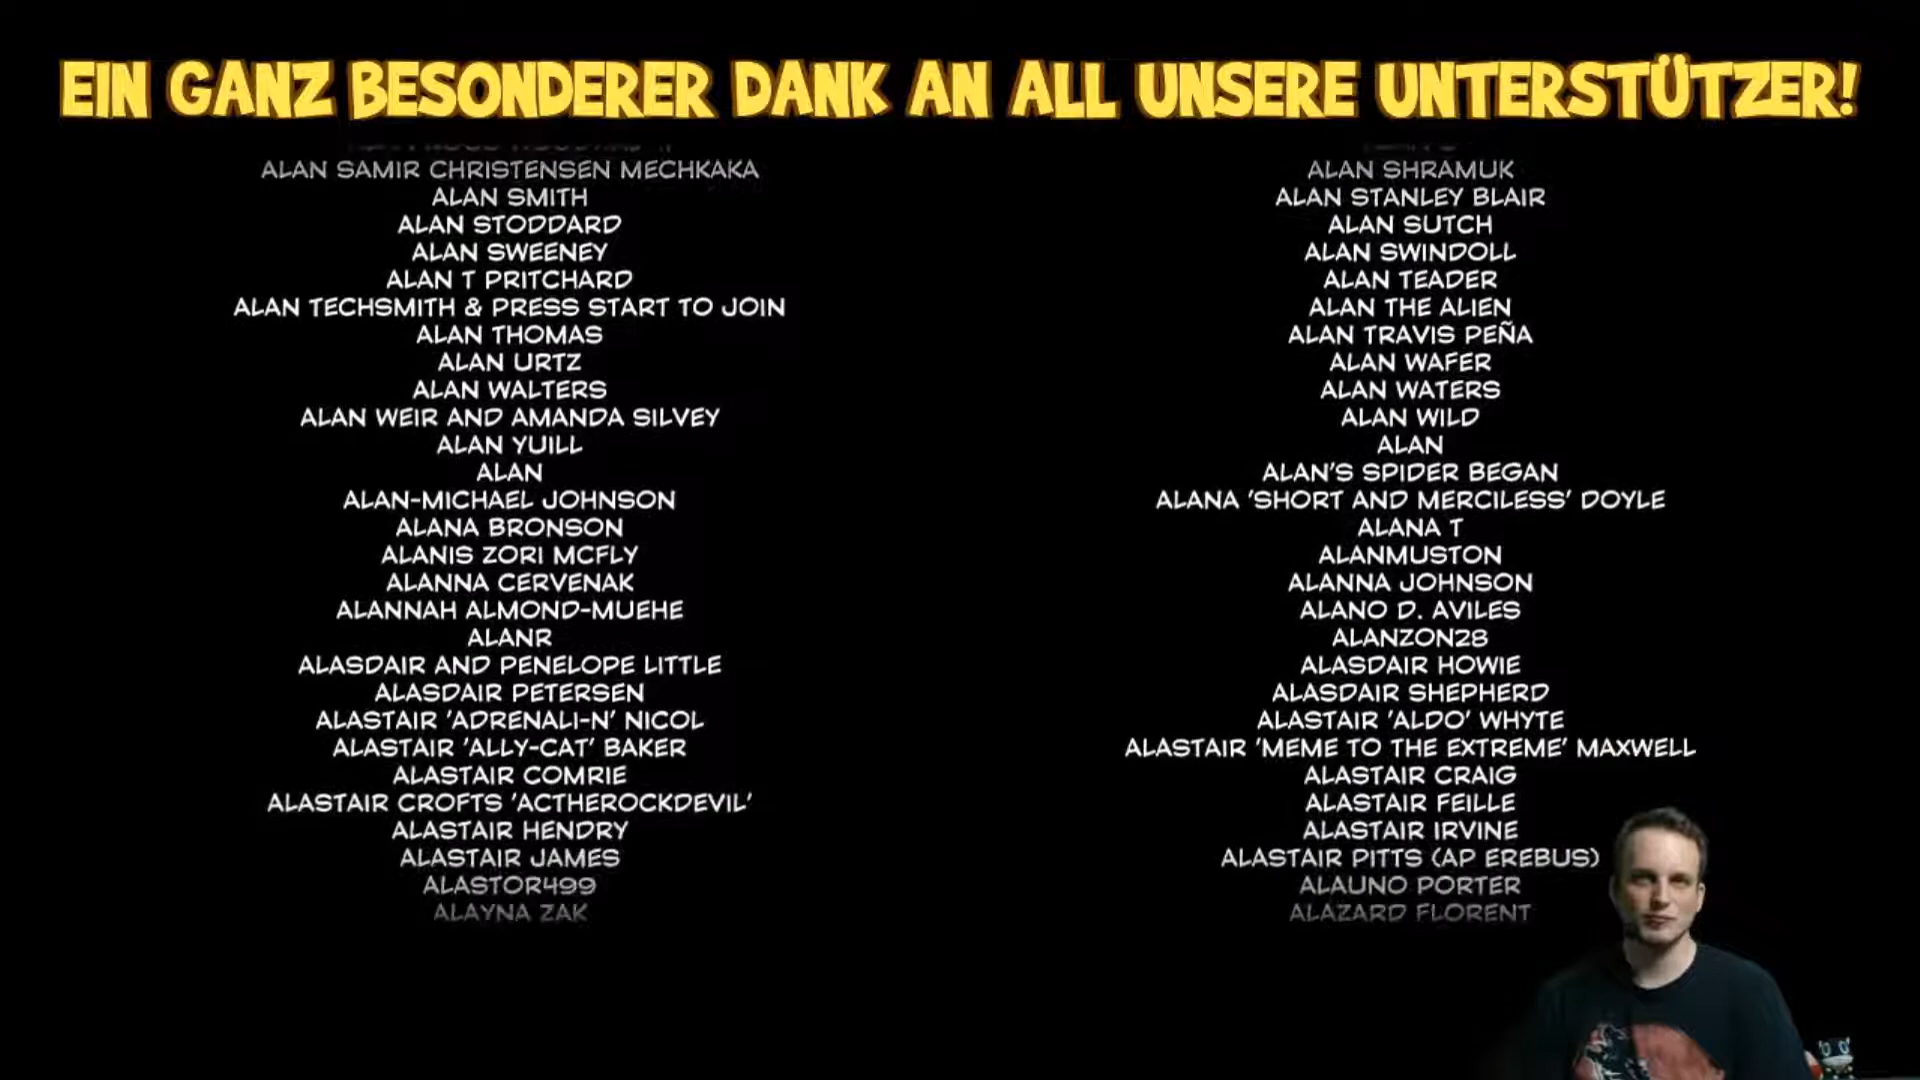 EIN GANZ BESONDERER DANK AN ALL UNSERE UNTERSTÜTZER!
ALAN SAMIR CHRISTENSEN MECHKAKA
ALAN SMITH
ALAN STODDARD
ALAN SWEENEY
ALAN T PRITCHARD
ALAN TECHSMITH & PRESS START TO JOIN
ALAN THOMAS
ALAN URTZ
ALAN WALTERS
ALAN WEIR AND AMANDA SILVEY
ALAN YUILL
ALAN
ALAN-MICHAEL JOHNSON
ALANA BRONSON
ALANIS ZORI MCFLY
ALANNA CERVENAK
ALANNAH ALMOND-MUEHE
ALANR
ALASDAIR AND PENELOPE LITTLE
ALASDAIR PETERSEN
ALASTAIR 'ADRENALI-N' NICOL
ALASTAIR 'ALLY-CAT' BAKER
ALASTAIR COMRIE
ALASTAIR CROFTS 'ACTHEROCKDEVIL'
ALASTAIR HENDRY
ALASTAIR JAMES
ALASTOR499
ALAYNA ZAK
ALAN SHRAMUK
ALAN STANLEY BLAIR
ALAN SUTCH
ALAN SWINDOLL
ALAN TEADER
ALAN THE ALIEN
ALAN TRAVIS PEÑA
ALAN WAFER
ALAN WATERS
ALAN WILD
ALAN
ALAN'S SPIDER BEGAN
ALANA 'SHORT AND MERCILESS' DOYLE
ALANA T
ALANMUSTON
ALANNA JOHNSON
ALANO D. AVILES
ALANZON28
ALASDAIR HOWIE
ALASDAIR SHEPHERD
ALASTAIR 'ALDO' WHYTE
ALASTAIR 'MEME TO THE EXTREME' MAXWELL
ALASTAIR CRAIG
ALASTAIR FEILLE
ALASTAIR IRVINE
ALASTAIR PITTS (AP EREBUS)
ALAUNO PORTER
ALAZARD FLORENT